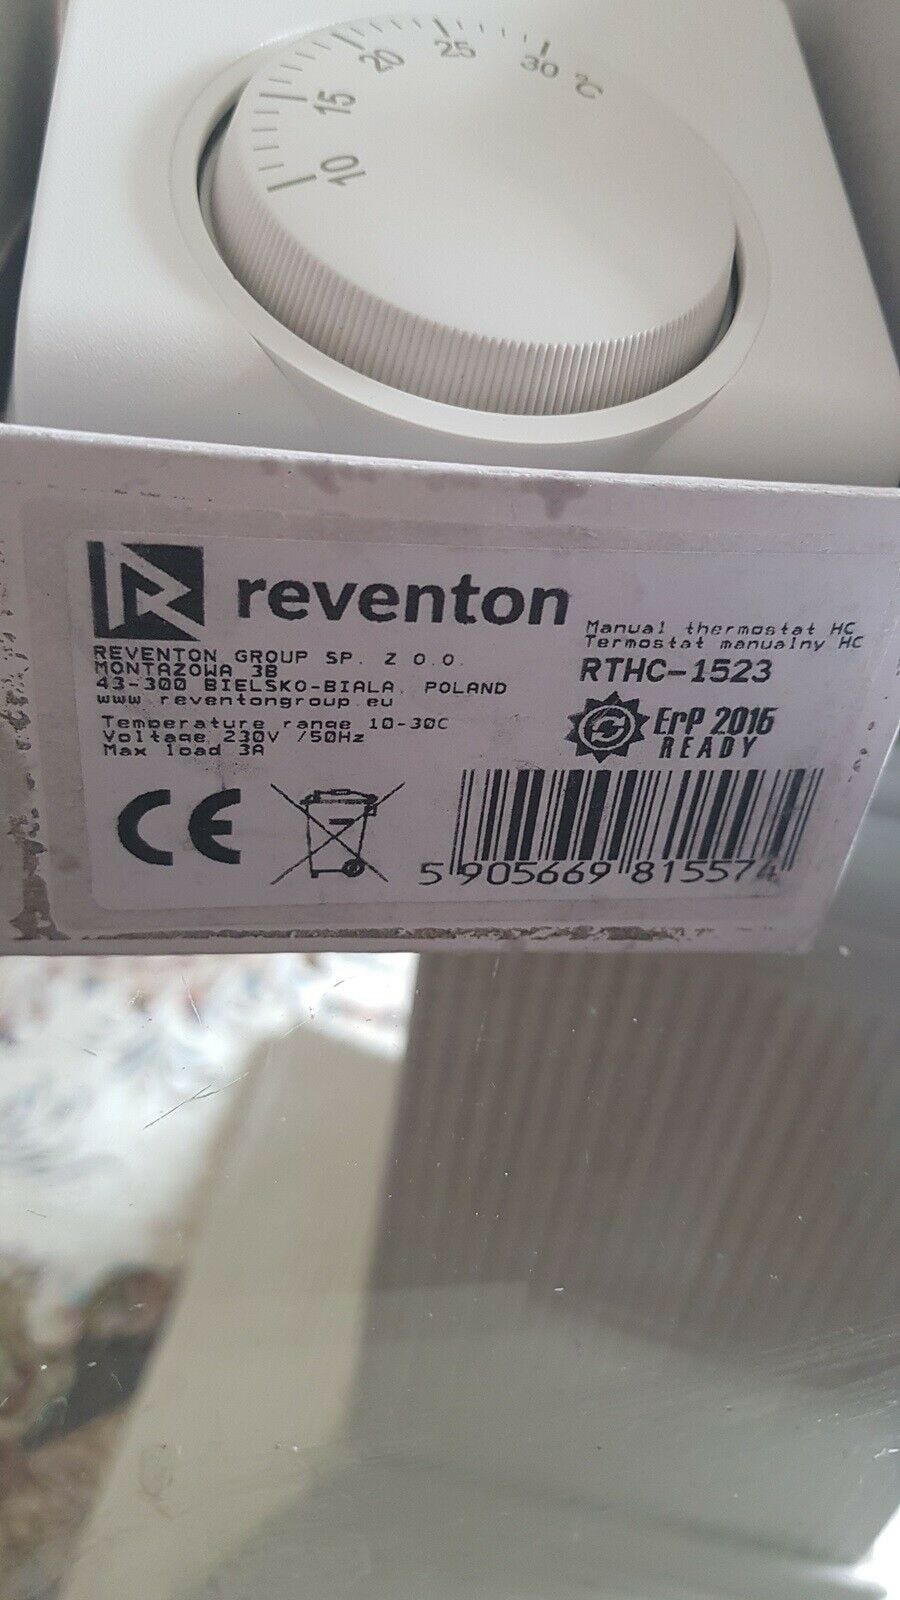 10 15 20 25 30 °C
reventon
Manual thermostat HC
Termostat manualny HC
RTHC-1523
REVENTON GROUP SP. Z O.O.
MONTAZOWA 3B
43-300 BIELSKO-BIALA, POLAND
www.reventongroup.eu
Temperature range 10-30C
Voltage 230V /50Hz
Max load 3A
ErP 2016
READY
CE
5 905669 815574